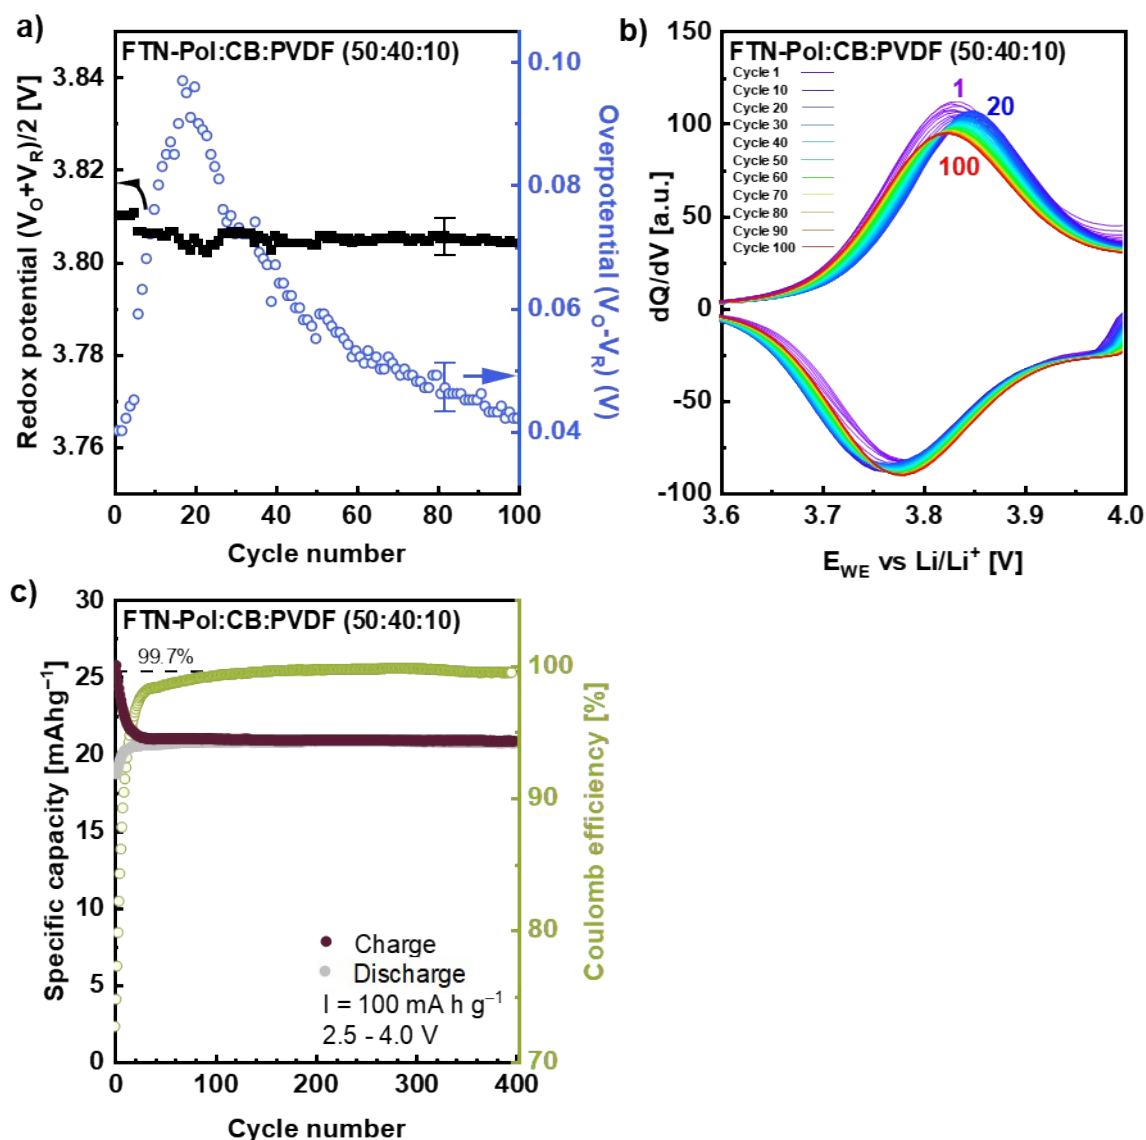 a)
FTN-Pol:CB:PVDF (50:40:10)
3.84
3.82
3.80
3.78
3.76
Redox potential (V_O+V_R)/2 [V]
0.10
0.08
0.06
0.04
Overpotential (V_O-V_R) (V)
0 20 40 60 80 100
Cycle number
b)
FTN-Pol:CB:PVDF (50:40:10)
150
100
50
0
-50
-100
dQ/dV [a.u.]
Cycle 1
Cycle 10
Cycle 20
Cycle 30
Cycle 40
Cycle 50
Cycle 60
Cycle 70
Cycle 80
Cycle 90
Cycle 100
1
20
100
3.6 3.7 3.8 3.9 4.0
E_WE vs Li/Li⁺ [V]
c)
FTN-Pol:CB:PVDF (50:40:10)
99.7%
30
25
20
15
10
5
0
Specific capacity [mAhg⁻¹]
100
90
80
70
Coulomb efficiency [%]
Charge
Discharge
I = 100 mA h g⁻¹
2.5 - 4.0 V
0 100 200 300 400
Cycle number